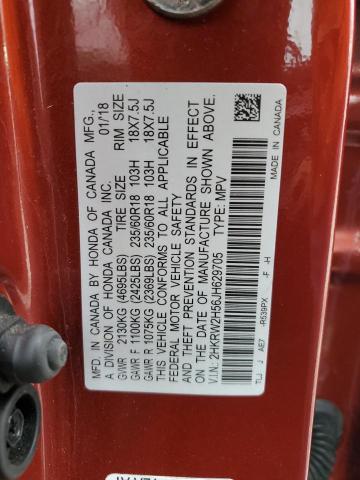 MFD. IN CANADA BY HONDA OF CANADA MFG.,
A DIVISION OF HONDA CANADA INC. 01/18
TIRE SIZE RIM SIZE
GVWR 2130KG (4695LBS)
GAWR F 1100KG (2425LBS) 235/60R18 103H 18X7.5J
GAWR R 1075KG (2369LBS) 235/60R18 103H 18X7.5J
THIS VEHICLE CONFORMS TO ALL APPLICABLE
FEDERAL MOTOR VEHICLE SAFETY
AND THEFT PREVENTION STANDARDS IN EFFECT
ON THE DATE OF MANUFACTURE SHOWN ABOVE.
V.I.N: 2HKRW2H56JH629705 TYPE: MPV
TLJ J AE7 -R539PX -F -H
MADE IN CANADA